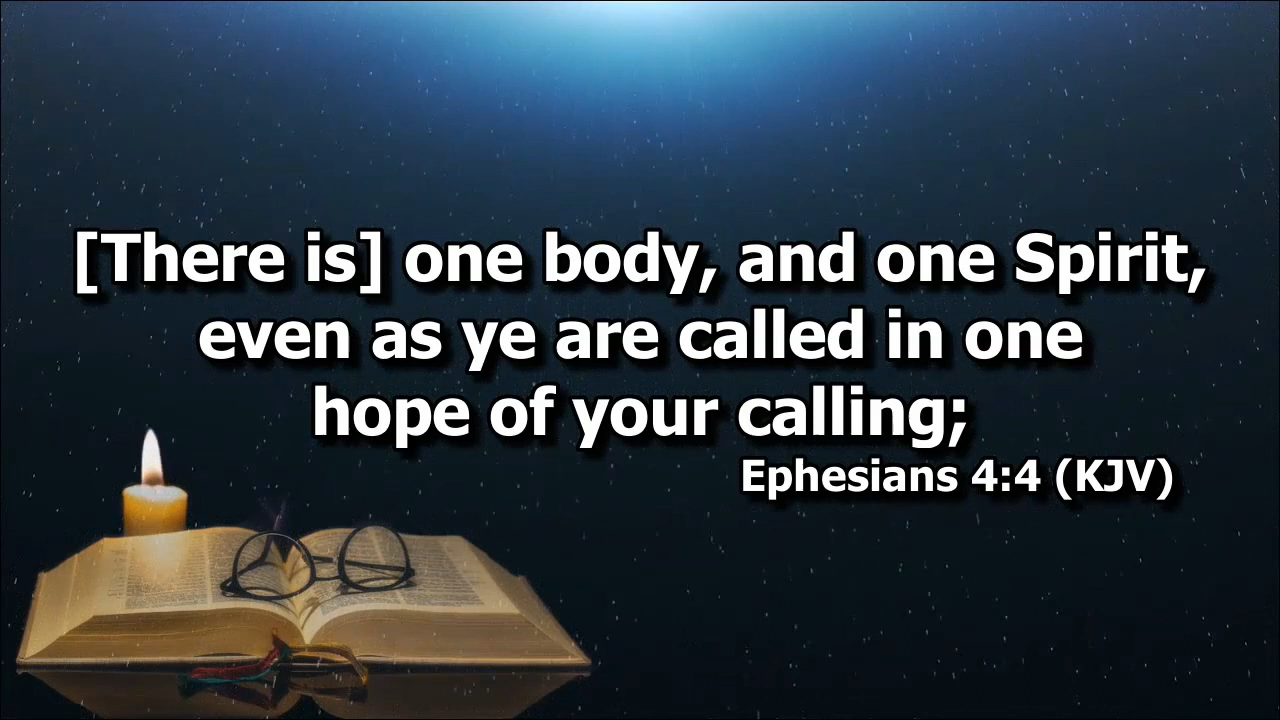 [There is] one body, and one Spirit,
even as ye are called in one
hope of your calling;
Ephesians 4:4 (KJV)